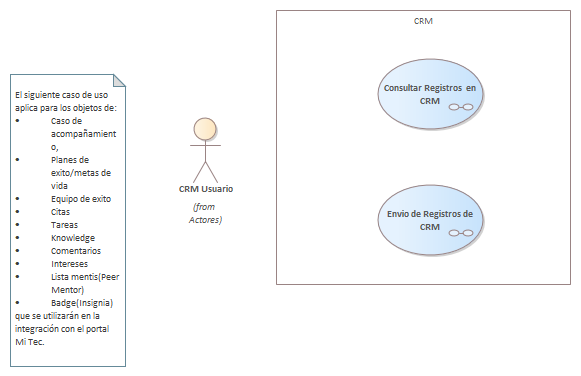 El siguiente caso de uso
aplica para los objetos de:
• Caso de
acompañamient
o,
• Planes de
exito/metas de
vida
• Equipo de exito
• Citas
• Tareas
• Knowledge
• Comentarios
• Intereses
• Lista mentis(Peer
Mentor)
• Badge(Insignia)
que se utilizarán en la
integración con el portal
Mi Tec.
CRM Usuario
(from
Actores)
CRM
Consultar Registros en
CRM
Envio de Registros de
CRM